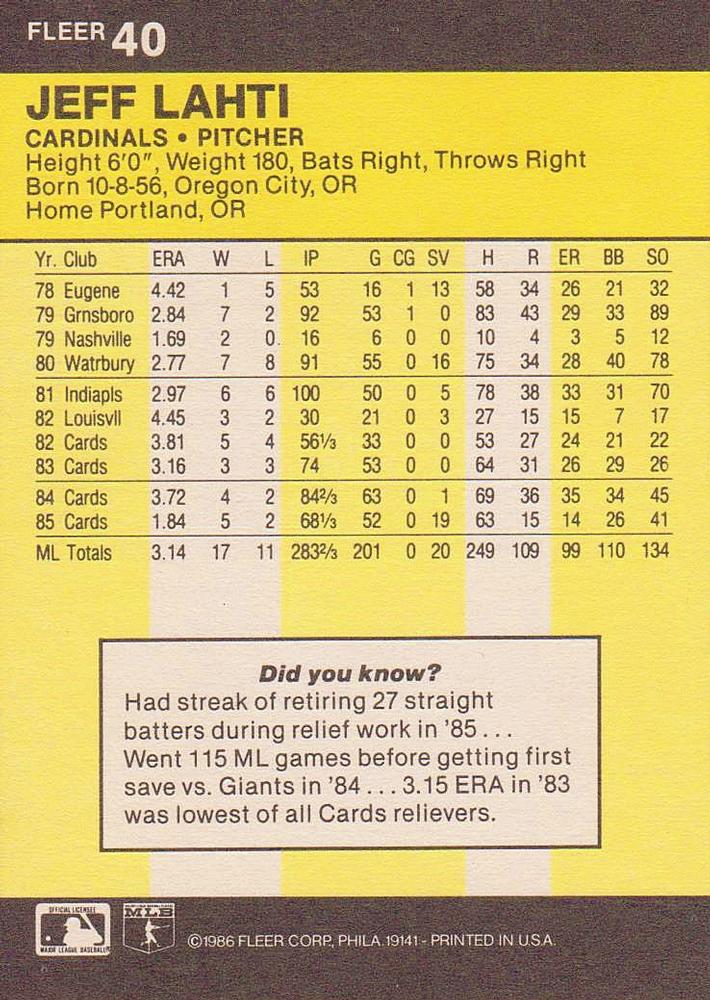 FLEER 40
JEFF LAHTI
CARDINALS • PITCHER
Height 6'0", Weight 180, Bats Right, Throws Right
Born 10-8-56, Oregon City, OR
Home Portland, OR
Yr. Club ERA W L IP G CG SV H R ER BB SO
78 Eugene 4.42 1 5 53 16 1 13 58 34 26 21 32
79 Grnsboro 2.84 7 2 92 53 1 0 83 43 29 33 89
79 Nashville 1.69 2 0. 16 6 0 0 10 4 3 5 12
80 Watrbury 2.77 7 8 91 55 0 16 75 34 28 40 78
81 Indiapls 2.97 6 6 100 50 0 5 78 38 33 31 70
82 Louisvll 4.45 3 2 30 21 0 3 27 15 15 7 17
82 Cards 3.81 5 4 56⅓ 33 0 0 53 27 24 21 22
83 Cards 3.16 3 3 74 53 0 0 64 31 26 29 26
84 Cards 3.72 4 2 84⅔ 63 0 1 69 36 35 34 45
85 Cards 1.84 5 2 68⅓ 52 0 19 63 15 14 26 41
ML Totals 3.14 17 11 283⅔ 201 0 20 249 109 99 110 134
Did you know?
Had streak of retiring 27 straight
batters during relief work in '85 . . .
Went 115 ML games before getting first
save vs. Giants in '84 . . . 3.15 ERA in '83
was lowest of all Cards relievers.
OFFICIAL LICENSEE
MAJOR LEAGUE BASEBALL
MLB
©1986 FLEER CORP., PHILA. 19141 - PRINTED IN U.S.A.